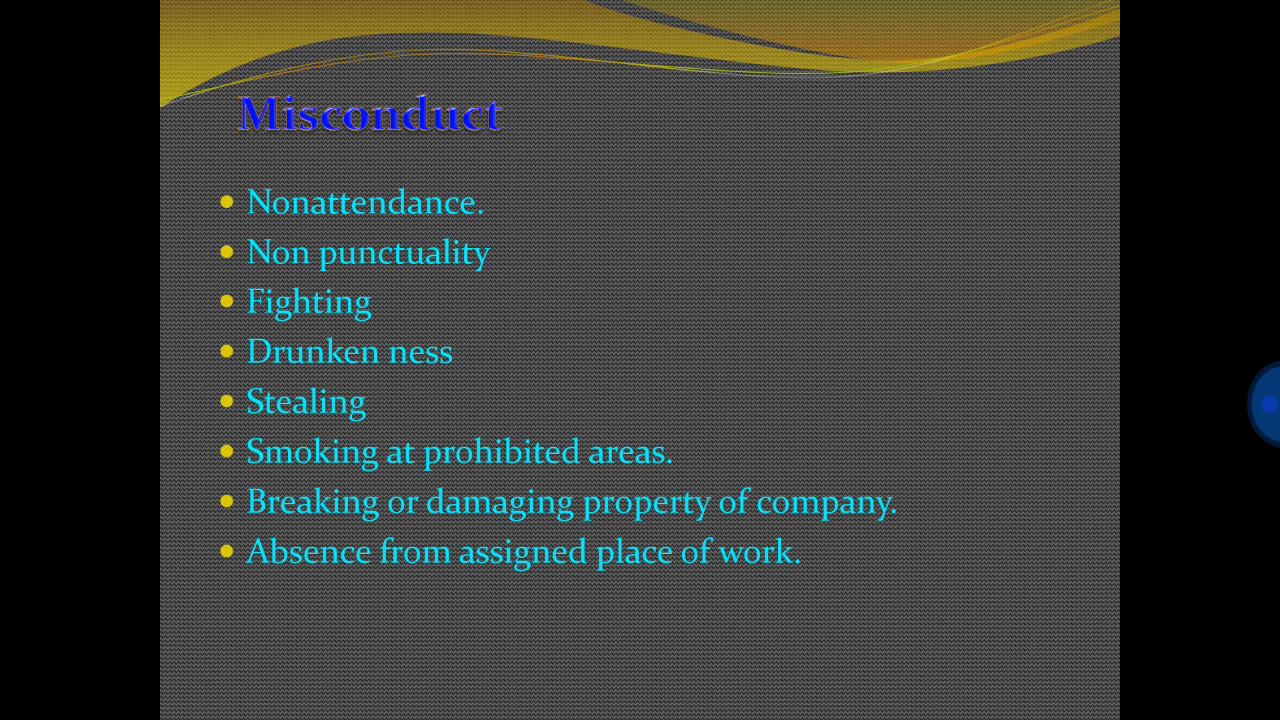 Misconduct
Nonattendance.
Non punctuality
Fighting
Drunken ness
Stealing
Smoking at prohibited areas.
Breaking or damaging property of company.
Absence from assigned place of work.